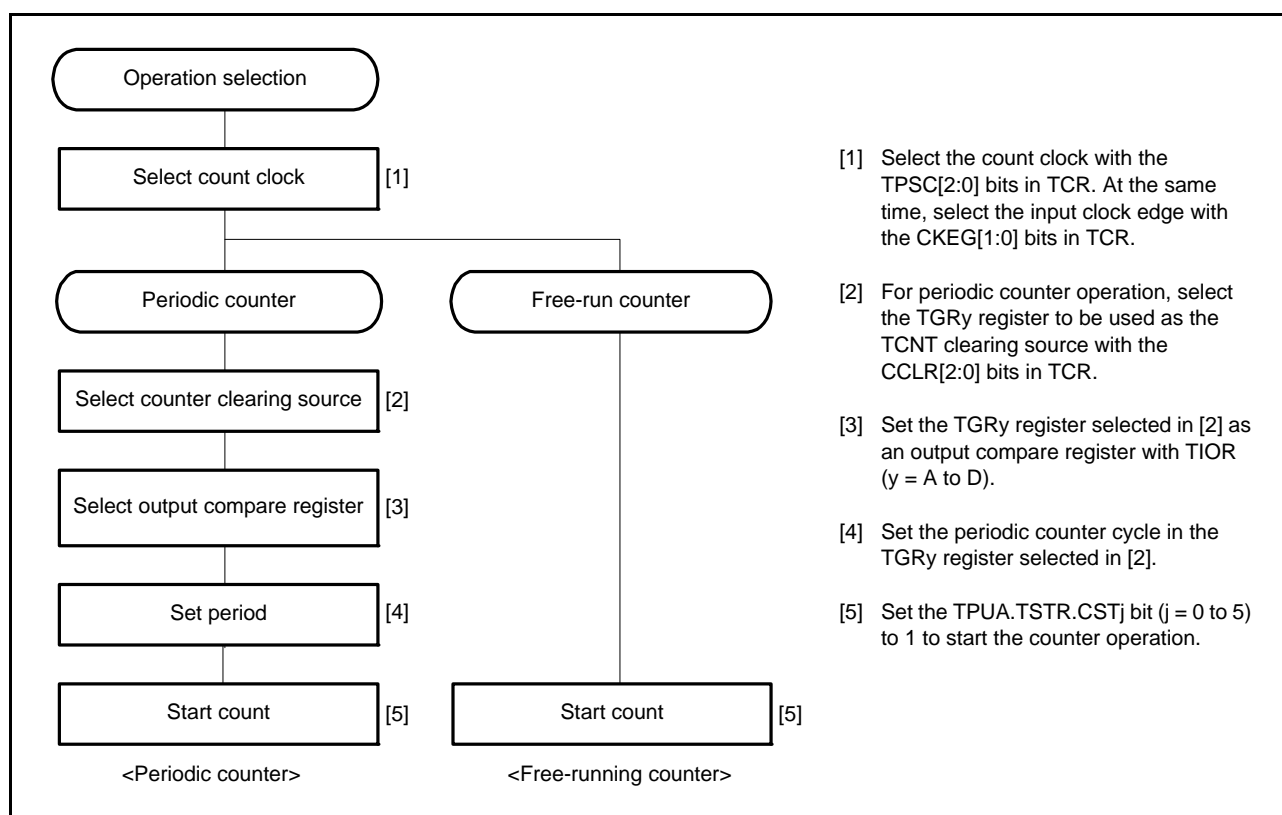 Operation selection
Select count clock
[1]
Periodic counter
Free-run counter
Select counter clearing source
[2]
Select output compare register
[3]
Set period
[4]
Start count
[5]
Start count
[5]
<Periodic counter>
<Free-running counter>
[1] Select the count clock with the
TPSC[2:0] bits in TCR. At the same
time, select the input clock edge with
the CKEG[1:0] bits in TCR.
[2] For periodic counter operation, select
the TGRy register to be used as the
TCNT clearing source with the
CCLR[2:0] bits in TCR.
[3] Set the TGRy register selected in [2] as
an output compare register with TIOR
(y = A to D).
[4] Set the periodic counter cycle in the
TGRy register selected in [2].
[5] Set the TPUA.TSTR.CSTj bit (j = 0 to 5)
to 1 to start the counter operation.